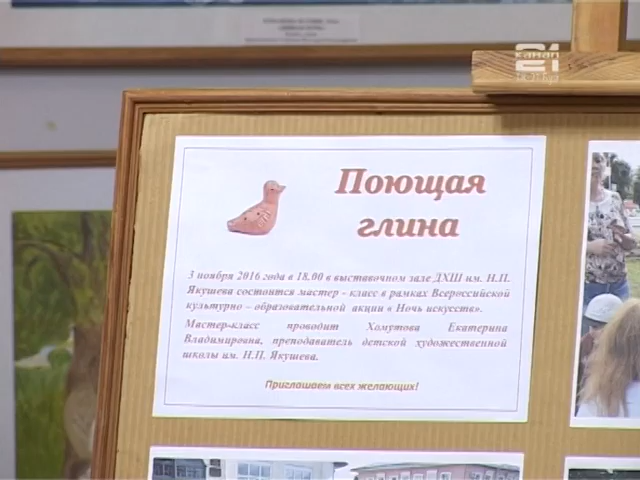 21
канал
Поющая
глина
3 ноября 2016 года в 18.00 в выставочном зале ДХШ им. Н.П.
Якушева состоится мастер - класс в рамках Всероссийской
культурно – образовательной акции « Ночь искусств».
Мастер-класс проводит Хомутова Екатерина
Владимировна, преподаватель детской художественной
школы им. Н.П. Якушева.
Приглашаем всех желающих!